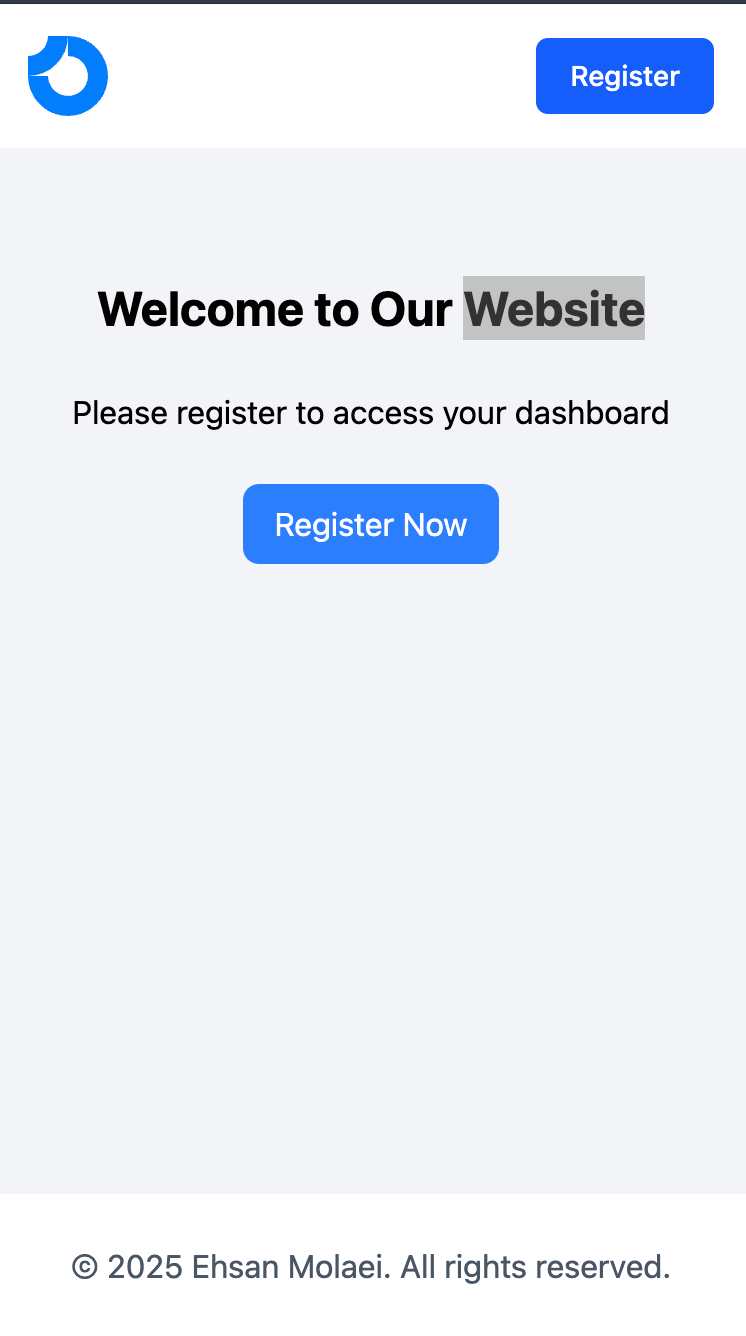 Register
Welcome to Our Website
Please register to access your dashboard
Register Now
© 2025 Ehsan Molaei. All rights reserved.